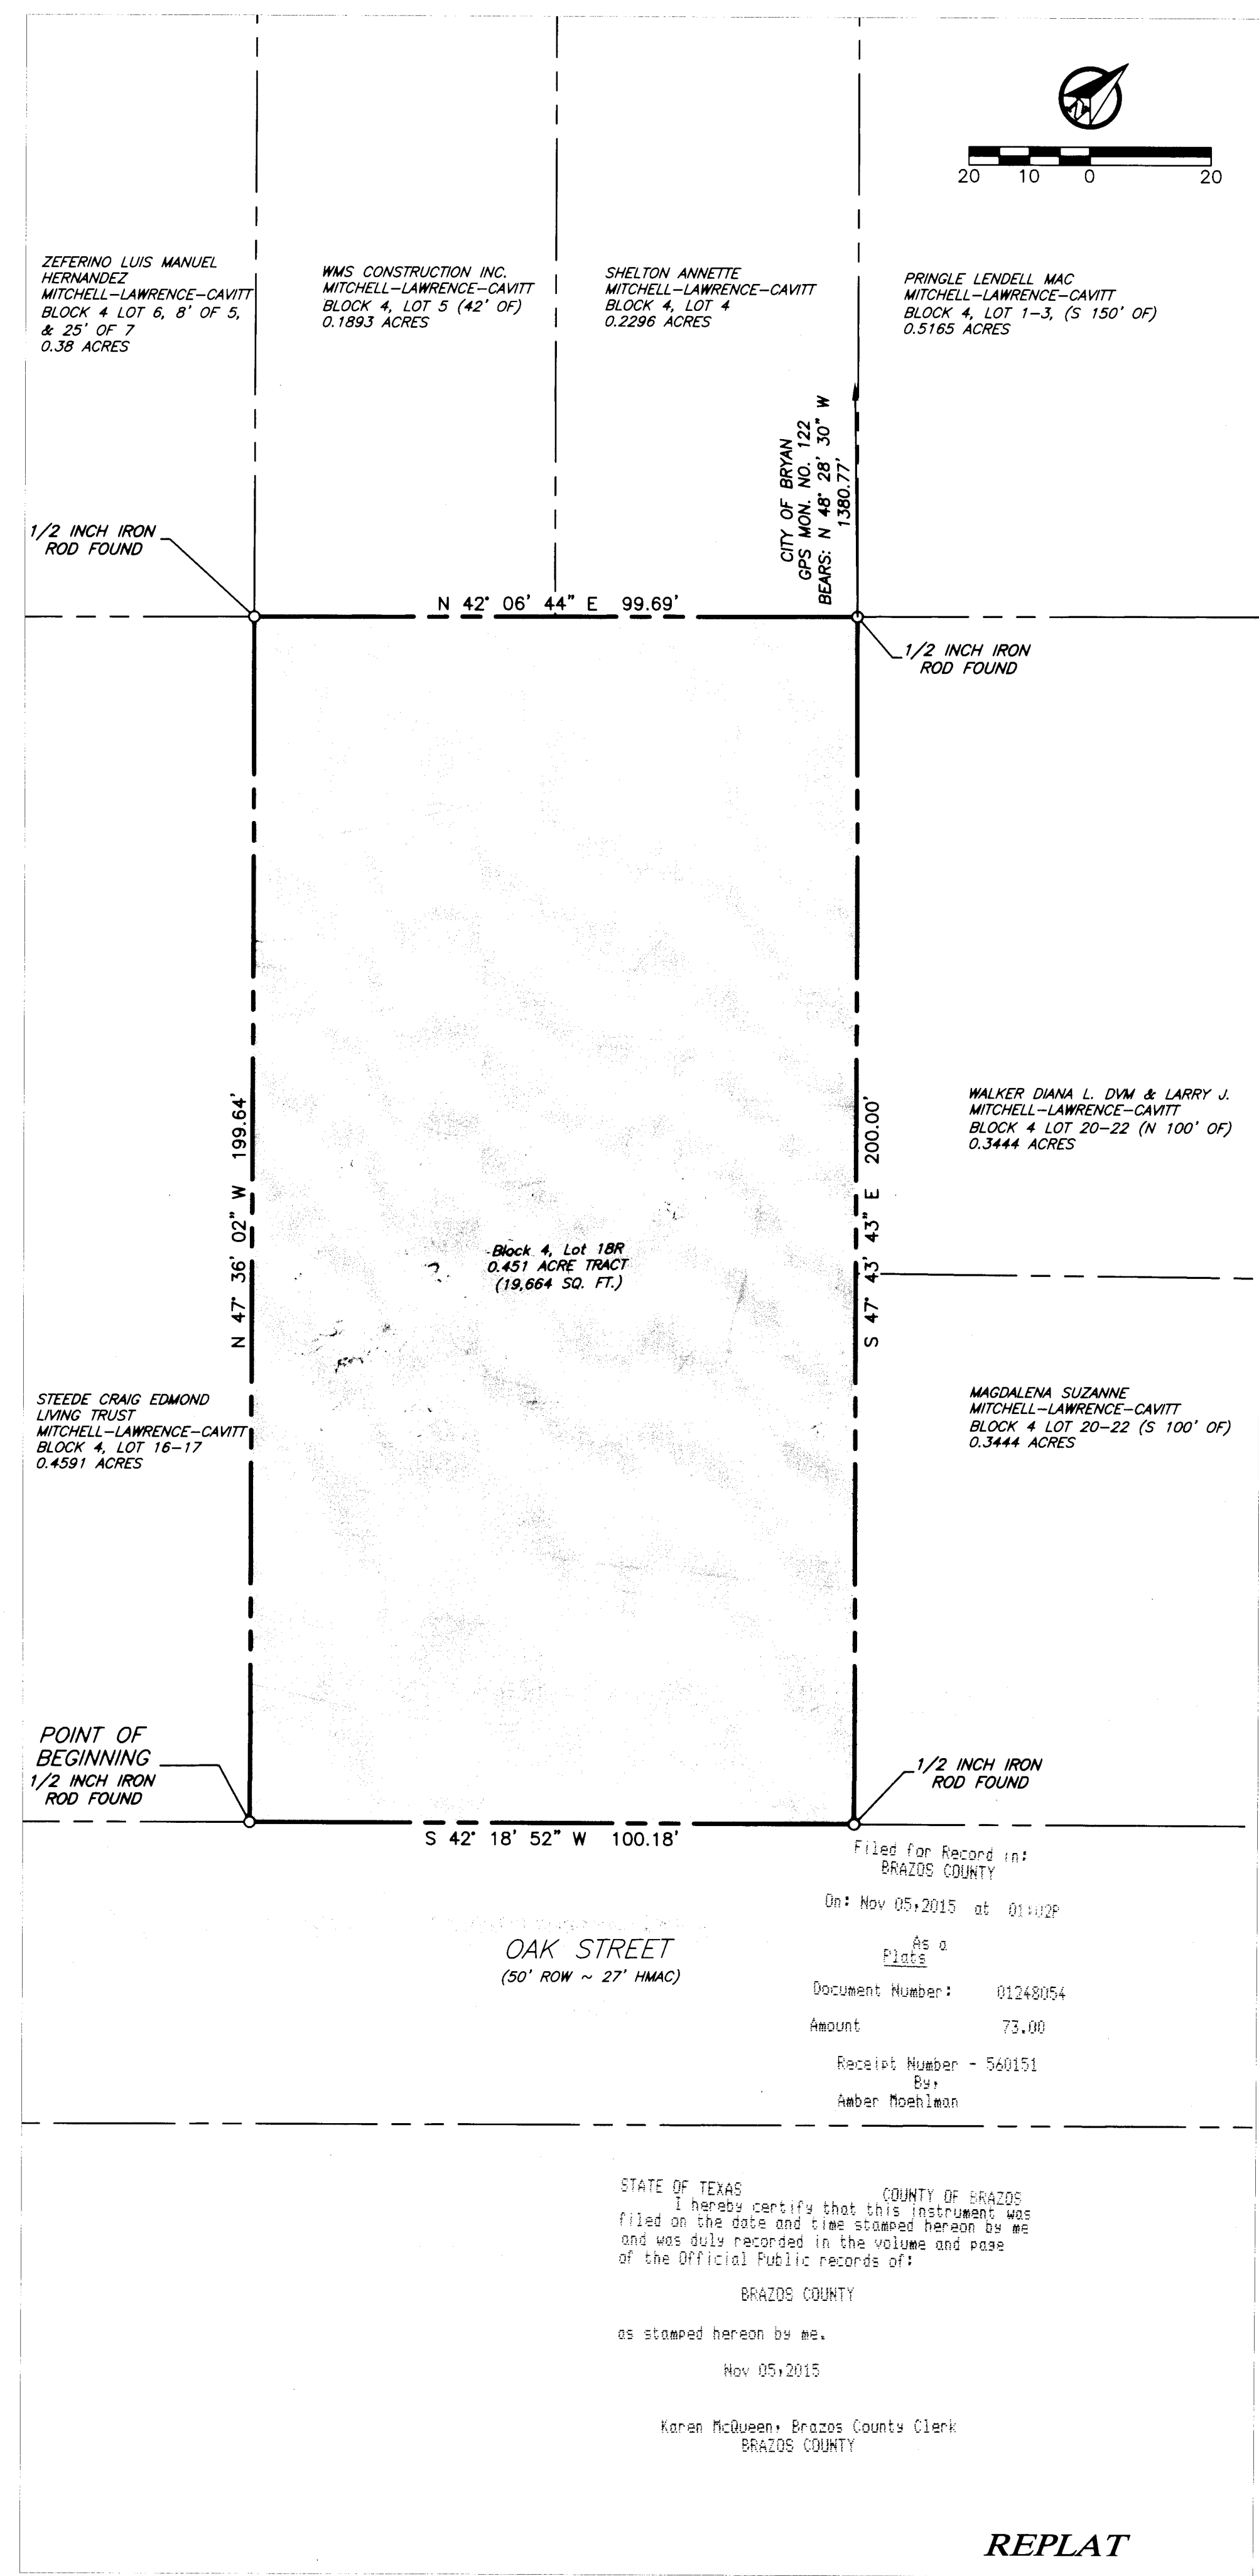 N
20 10 0 20
ZEFERINO LUIS MANUEL
HERNANDEZ
MITCHELL-LAWRENCE-CAVITT
BLOCK 4 LOT 6, 8' OF 5,
& 25' OF 7
0.38 ACRES
WMS CONSTRUCTION INC.
MITCHELL-LAWRENCE-CAVITT
BLOCK 4, LOT 5 (42' OF)
0.1893 ACRES
SHELTON ANNETTE
MITCHELL-LAWRENCE-CAVITT
BLOCK 4, LOT 4
0.2296 ACRES
PRINGLE LENDELL MAC
MITCHELL-LAWRENCE-CAVITT
BLOCK 4, LOT 1-3, (S 150' OF)
0.5165 ACRES
CITY OF BRYAN
GPS MON. NO. 122
BEARS: N 48° 28' 30" W
1380.77'
1/2 INCH IRON
ROD FOUND
N 42° 06' 44" E 99.69'
1/2 INCH IRON
ROD FOUND
N 47° 36' 02" W 199.64'
S 47° 43' 43" E 200.00'
WALKER DIANA L. DVM & LARRY J.
MITCHELL-LAWRENCE-CAVITT
BLOCK 4 LOT 20-22 (N 100' OF)
0.3444 ACRES
Block 4, Lot 18R
0.451 ACRE TRACT
(19,664 SQ. FT.)
STEEDE CRAIG EDMOND
LIVING TRUST
MITCHELL-LAWRENCE-CAVITT
BLOCK 4, LOT 16-17
0.4591 ACRES
MAGDALENA SUZANNE
MITCHELL-LAWRENCE-CAVITT
BLOCK 4 LOT 20-22 (S 100' OF)
0.3444 ACRES
POINT OF
BEGINNING
1/2 INCH IRON
ROD FOUND
1/2 INCH IRON
ROD FOUND
S 42° 18' 52" W 100.18'
Filed for Record in:
BRAZOS COUNTY
On: Nov 05,2015 at 01:02P
As a
Plats
Document Number: 01248054
Amount 73.00
Receipt Number - 560151
By,
Amber Moehlman
OAK STREET
(50' ROW ~ 27' HMAC)
STATE OF TEXAS COUNTY OF BRAZOS
I hereby certify that this instrument was
filed on the date and time stamped hereon by me
and was duly recorded in the volume and page
of the Official Public records of:
BRAZOS COUNTY
as stamped hereon by me.
Nov 05,2015
Karen McQueen, Brazos County Clerk
BRAZOS COUNTY
REPLAT